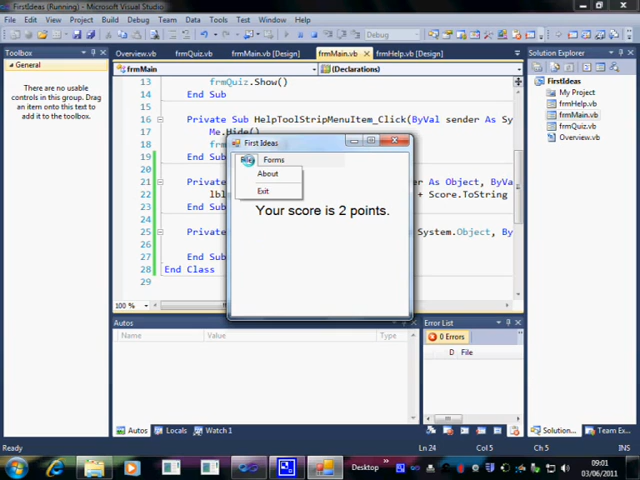 FirstIdeas (Running) - Microsoft Visual Studio
File Edit View Project Build Debug Team Data Tools Test Window Help
Debug
Toolbox
General
There are no usable
controls in this group. Drag
an item onto this text to
add it to the toolbox.
Overview.vb frmQuiz.vb frmMain.vb [Design] frmMain.vb frmHelp.vb [Design]
frmMain (Declarations)
13 frmQuiz.Show()
14 End Sub
15
16 Private Sub HelpToolStripMenuItem_Click(ByVal sender As Sy
17 Me.Hide()
18
19 End Sub
20
21 Private er As Object, ByV
22 lbl + Score.ToString
23 End Sub
24
25 Private System.Object, By
26
27 End Sub
28 End Class
29
100 %
First Ideas
File Forms
About
Exit
Your score is 2 points.
Solution Explorer
FirstIdeas
My Project
frmHelp.vb
frmMain.vb
frmQuiz.vb
Overview.vb
Autos
Name Value Type
Autos Locals Watch 1
Error List
0 Errors
D File
Solution... Team Ex...
Ready Ln 24 Col 5 Ch 5
Desktop
09:01
03/06/2011